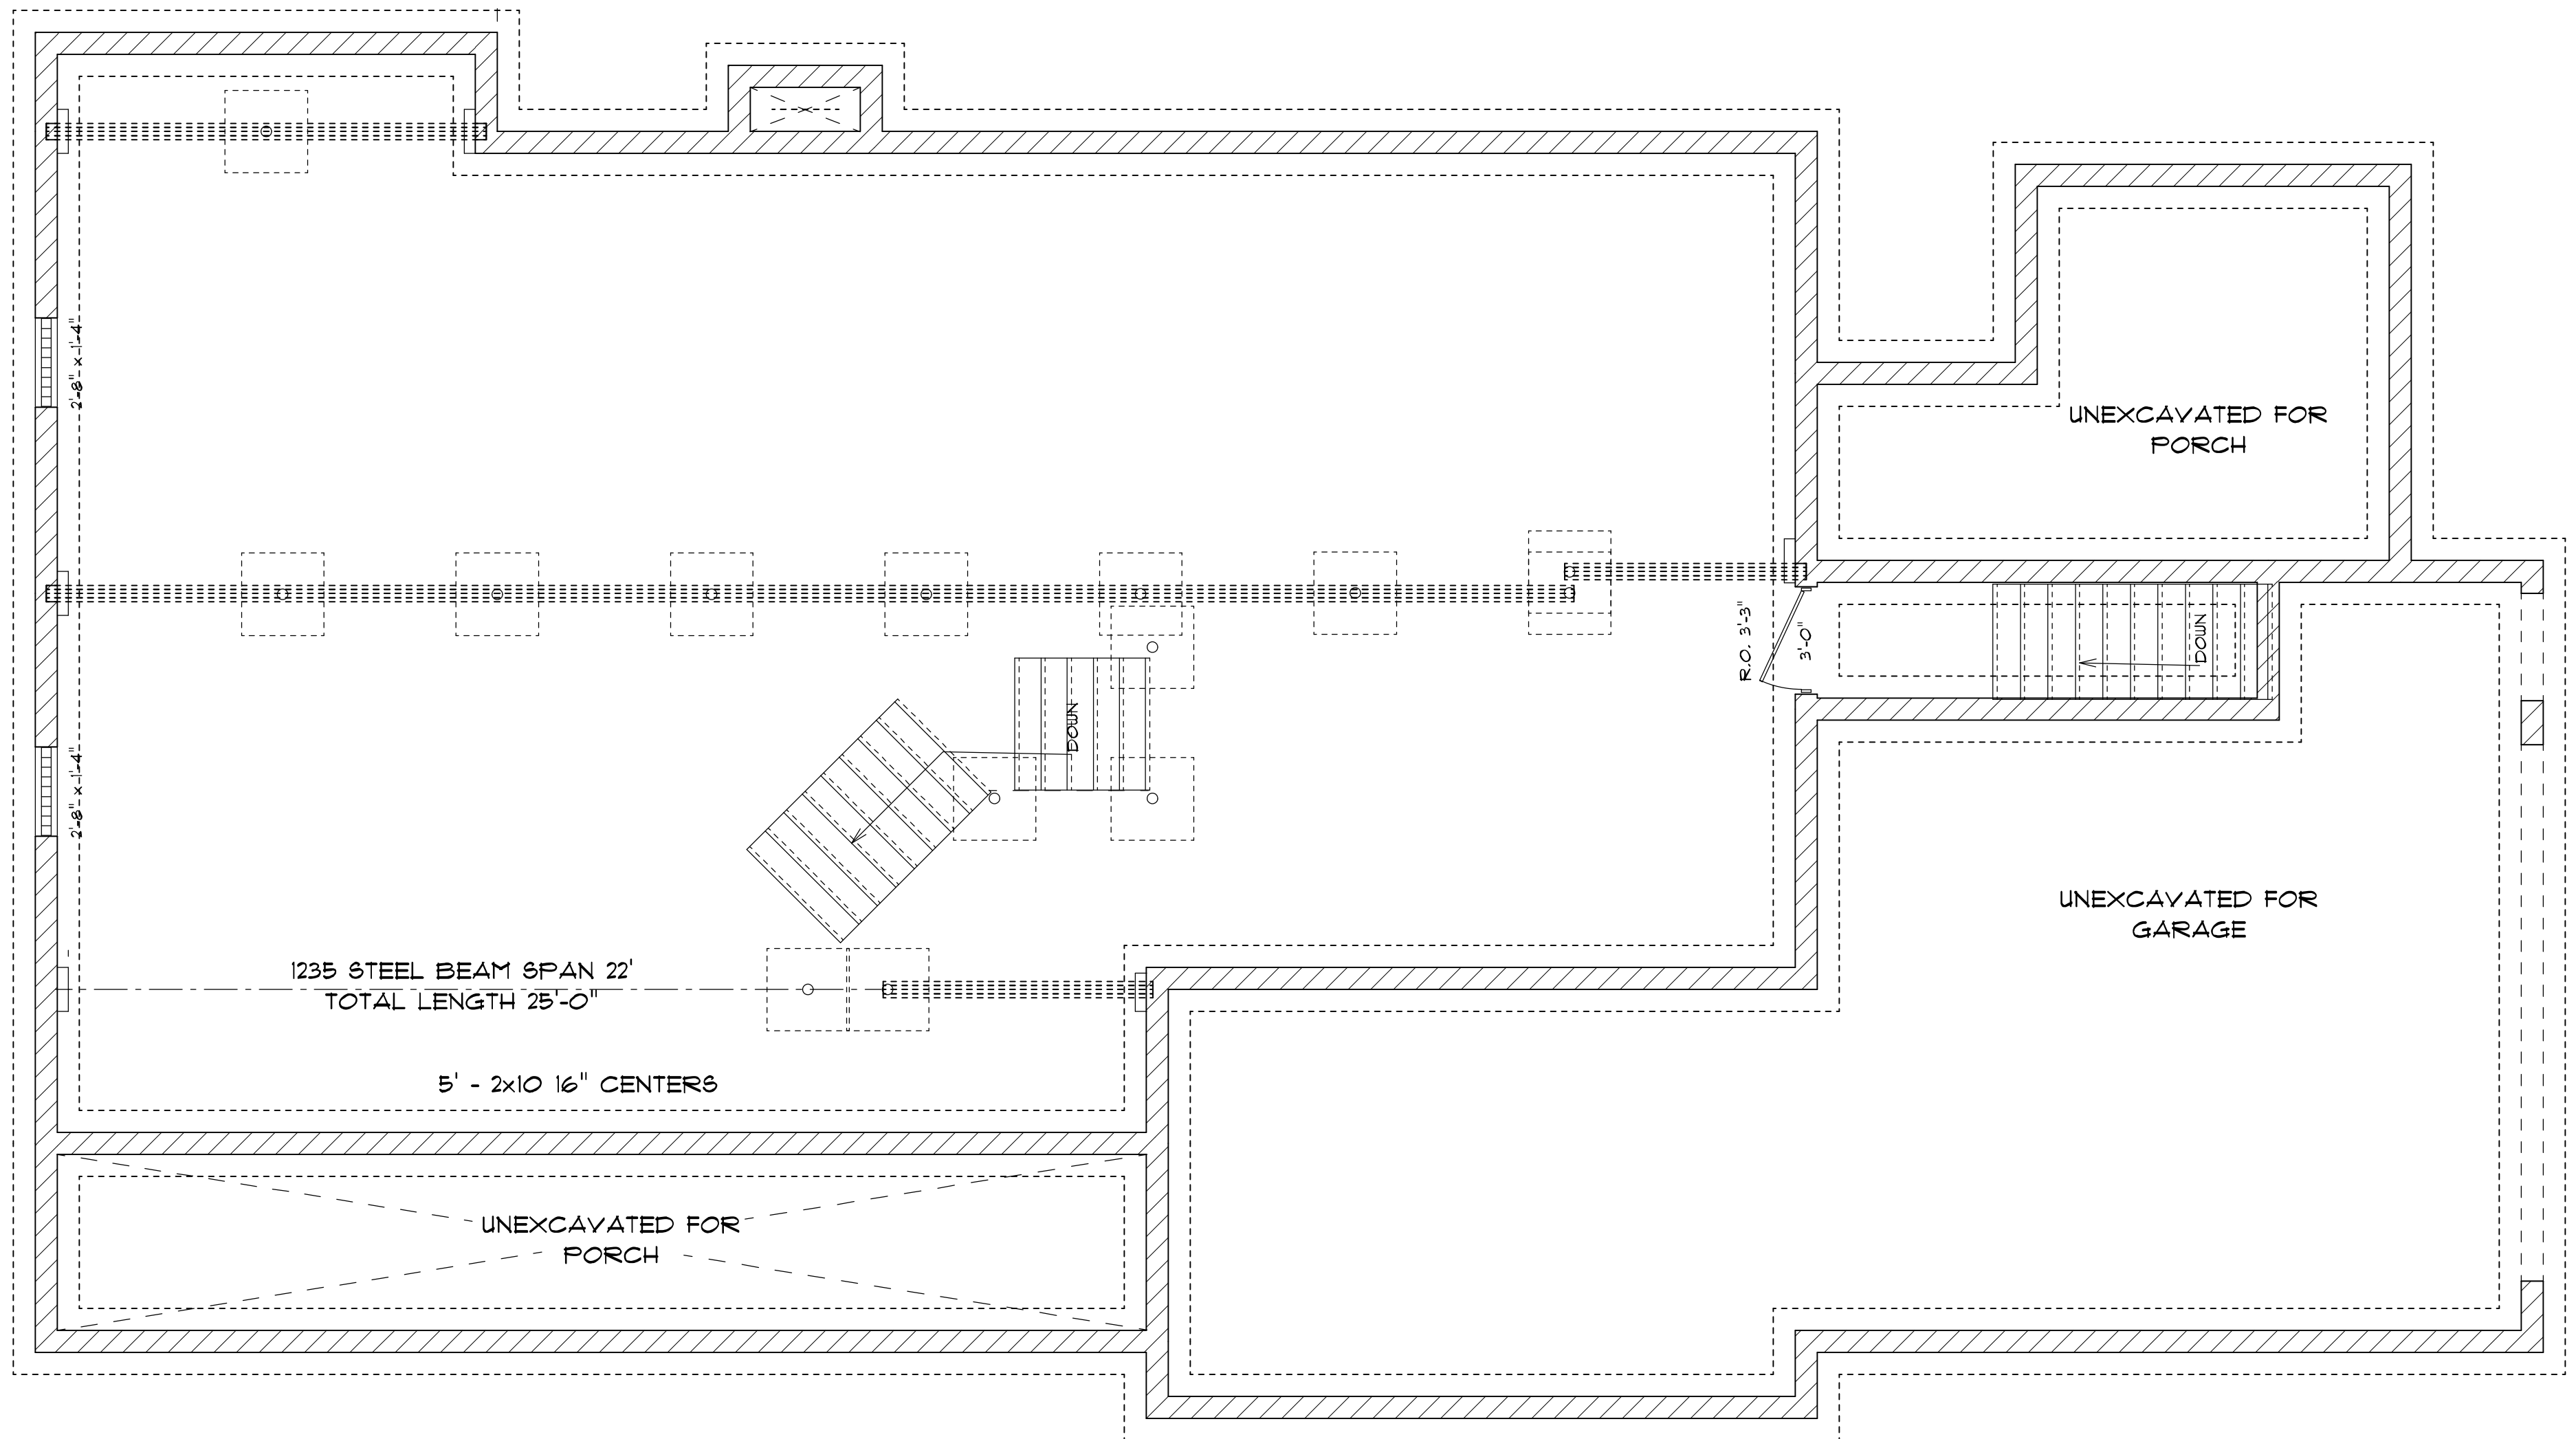 2'-8" x 1'-4"
UNEXCAVATED FOR
PORCH
R.O. 3'-3"
3'-0"
DOWN
DOWN
2'-8" x 1'-4"
UNEXCAVATED FOR
GARAGE
1235 STEEL BEAM SPAN 22'
TOTAL LENGTH 25'-0"
5' - 2x10 16" CENTERS
UNEXCAVATED FOR
PORCH